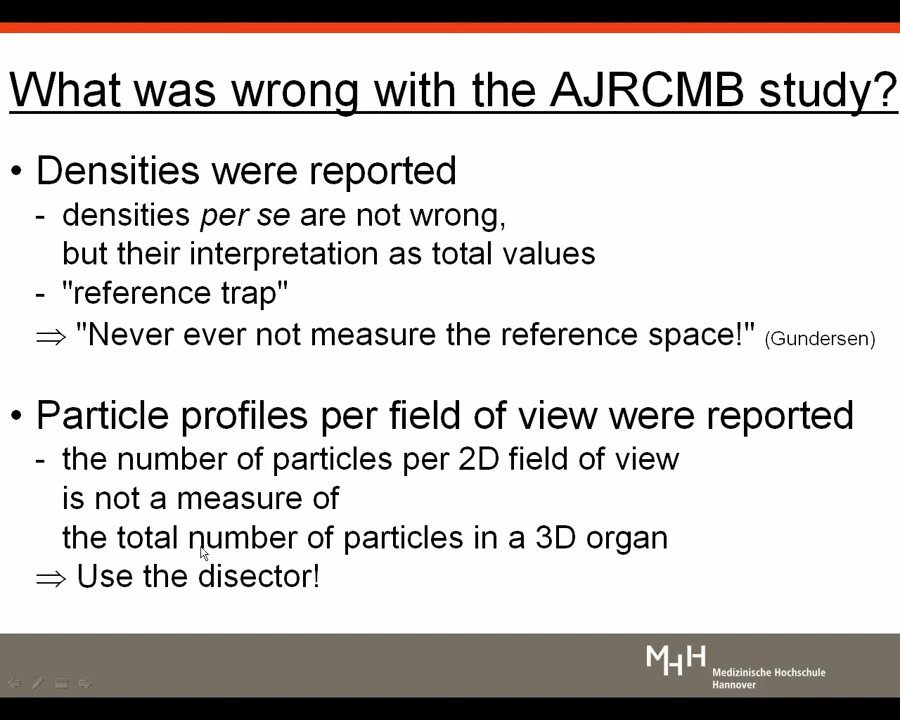 What was wrong with the AJRCMB study?
• Densities were reported
- densities per se are not wrong,
but their interpretation as total values
- "reference trap"
⇒ "Never ever not measure the reference space!" (Gundersen)
• Particle profiles per field of view were reported
- the number of particles per 2D field of view
is not a measure of
the total number of particles in a 3D organ
⇒ Use the disector!
MHH
Medizinische Hochschule
Hannover